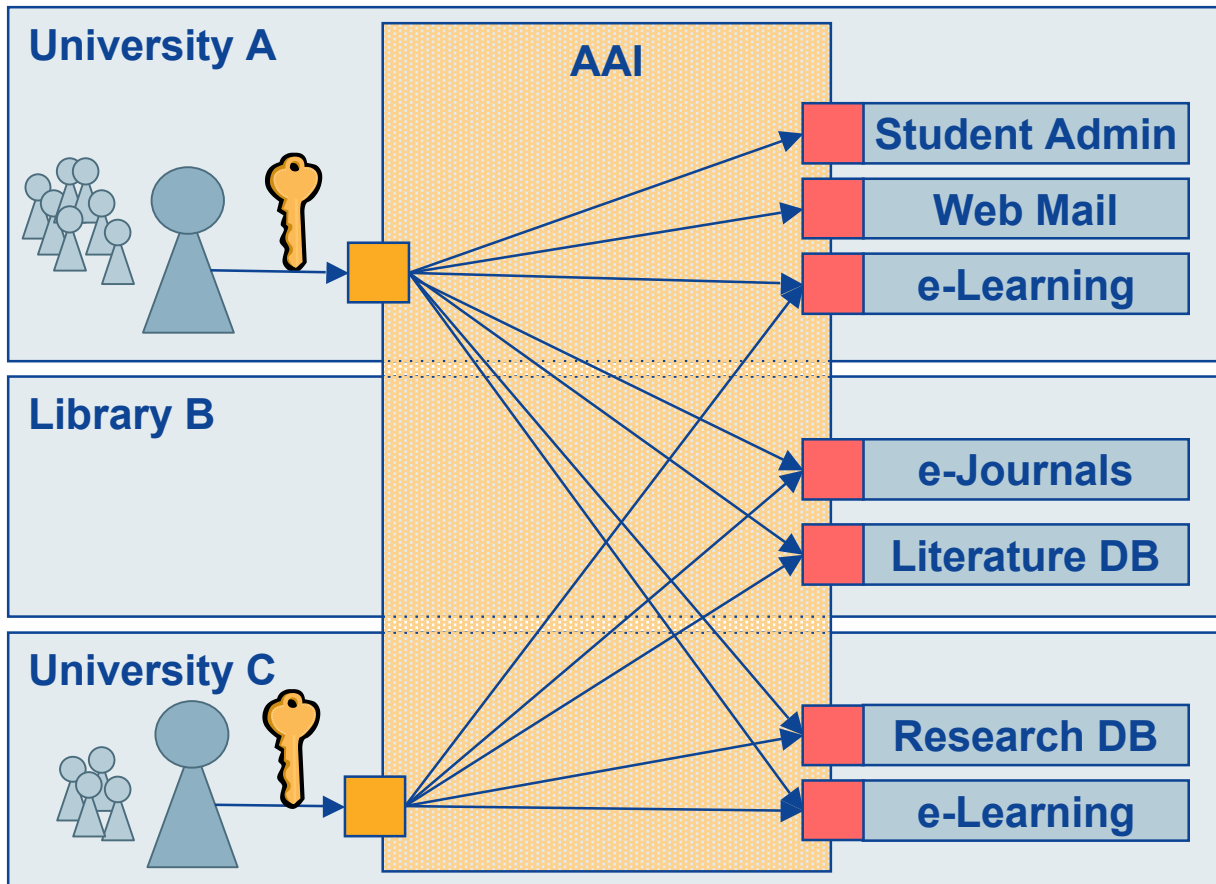 University A
AAI
Student Admin
Web Mail
e-Learning
Library B
e-Journals
Literature DB
University C
Research DB
e-Learning